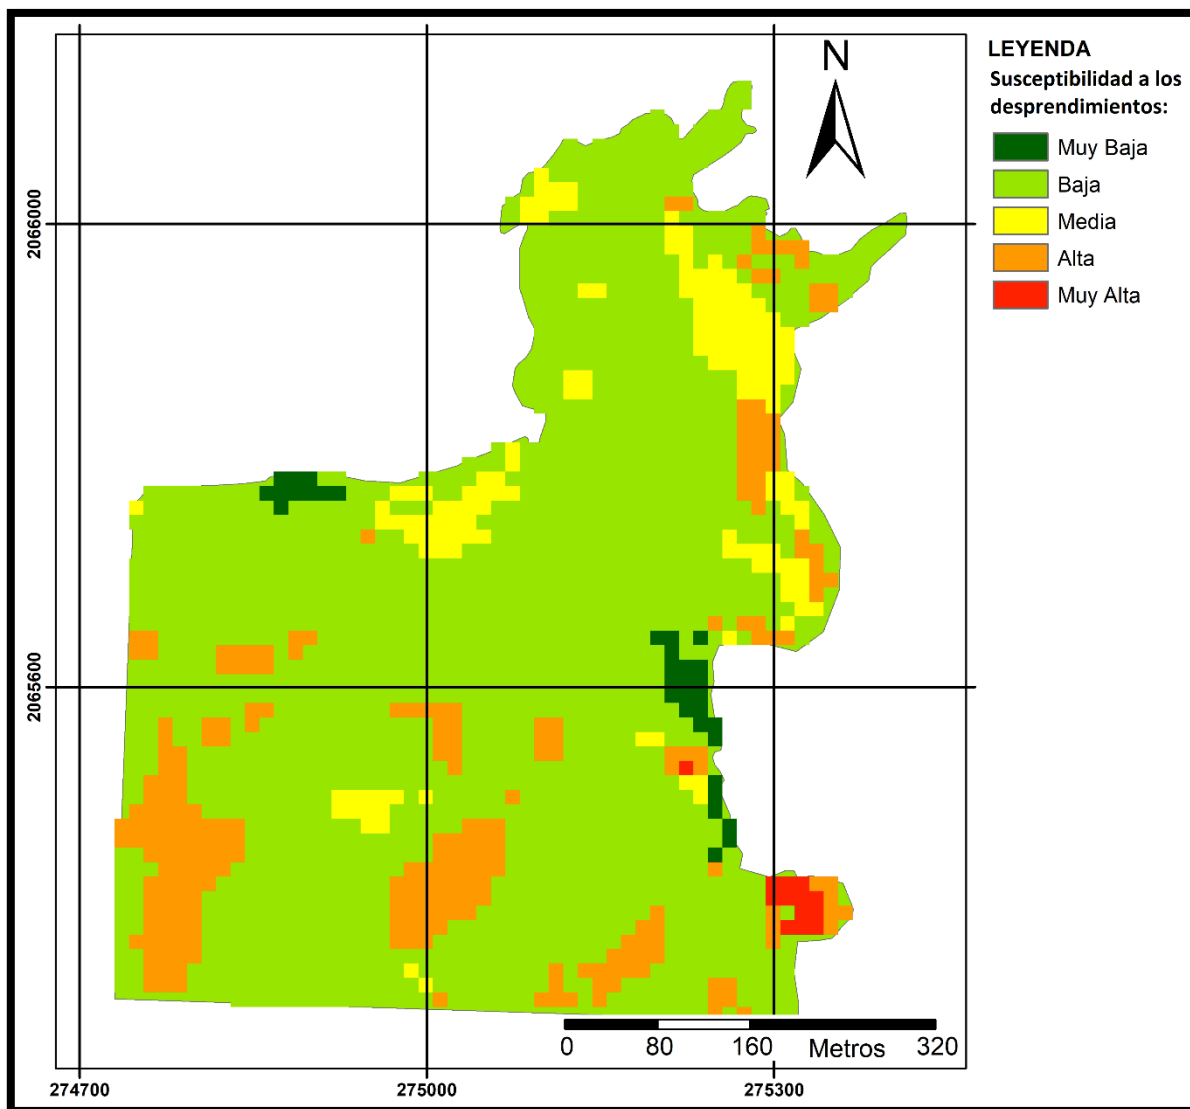 N
LEYENDA
Susceptibilidad a los
desprendimientos:
Muy Baja
Baja
Media
Alta
Muy Alta
2066000
2065600
0 80 160 Metros 320
274700 275000 275300